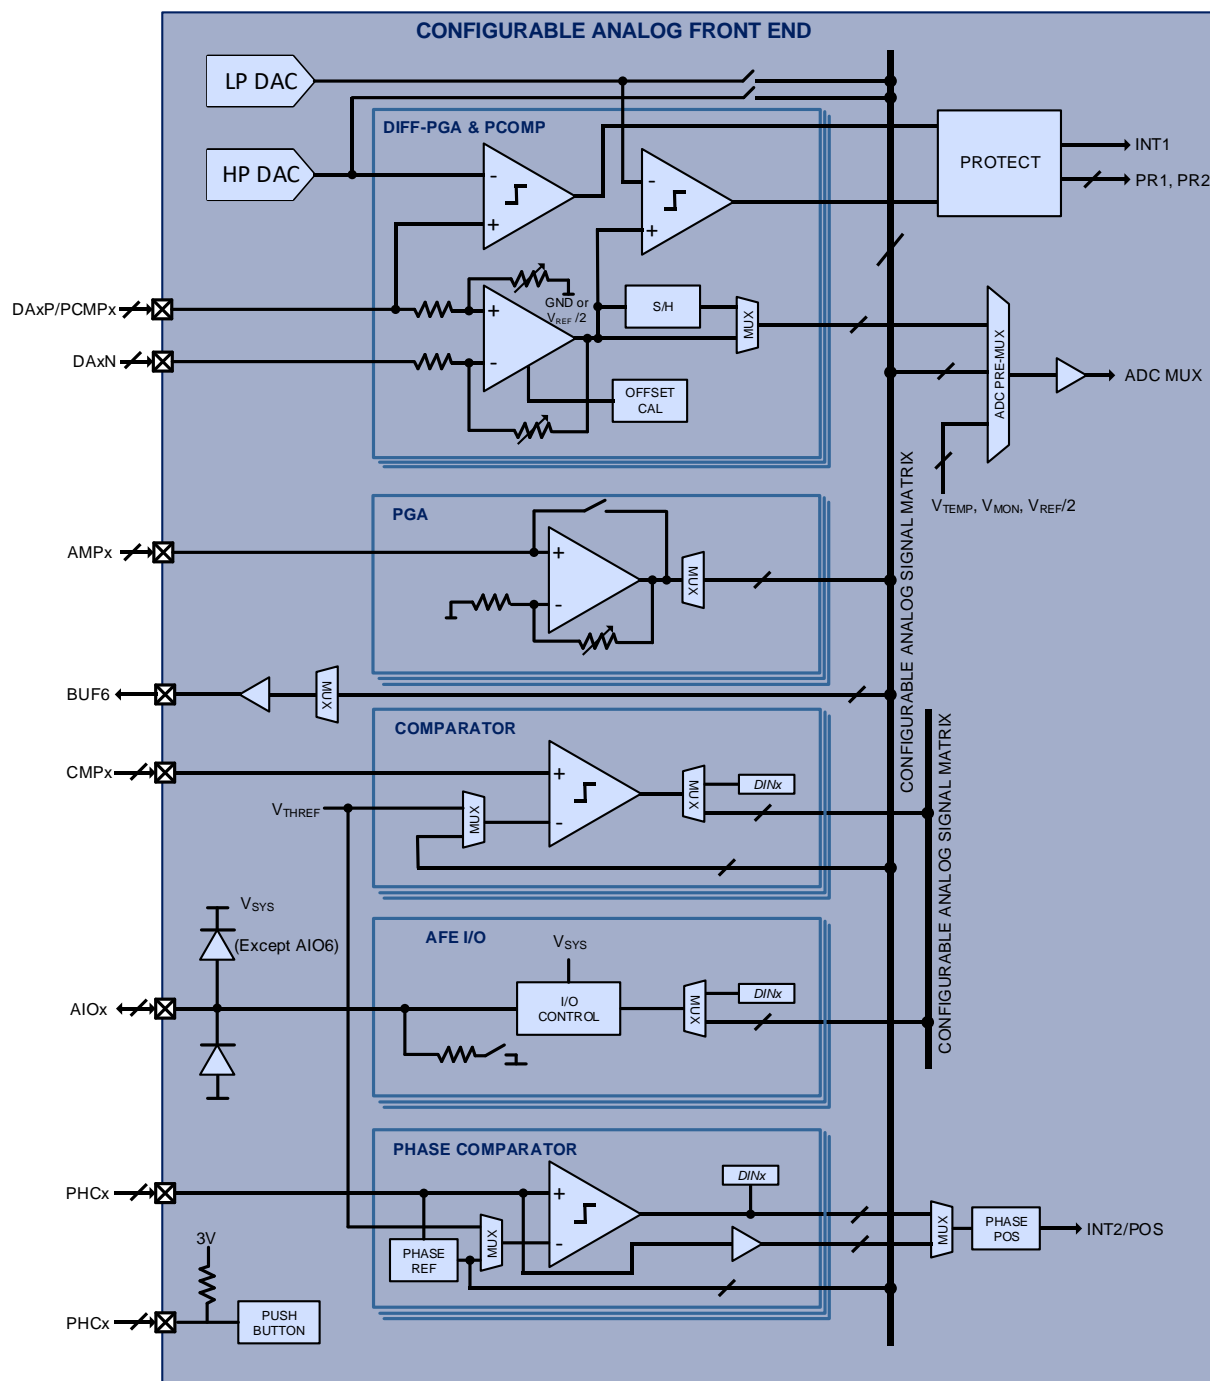 CONFIGURABLE ANALOG FRONT END
LP DAC
HP DAC
DIFF-PGA & PCOMP
-
+
-
+
PROTECT
INT1
PR1, PR2
DAxP/PCMPx
DAxN
+
-
GND or
VREF /2
S/H
MUX
OFFSET
CAL
ADC PRE-MUX
ADC MUX
VTEMP, VMON, VREF/2
CONFIGURABLE ANALOG SIGNAL MATRIX
PGA
AMPx
+
-
MUX
BUF6
MUX
COMPARATOR
CMPx
VTHREF
MUX
+
-
MUX
DINx
CONFIGURABLE ANALOG SIGNAL MATRIX
VSYS
(Except AIO6)
AIOx
AFE I/O
VSYS
I/O
CONTROL
MUX
DINx
PHASE COMPARATOR
PHCx
PHASE
REF
MUX
+
-
DINx
MUX
PHASE
POS
INT2/POS
3V
PHCx
PUSH
BUTTON